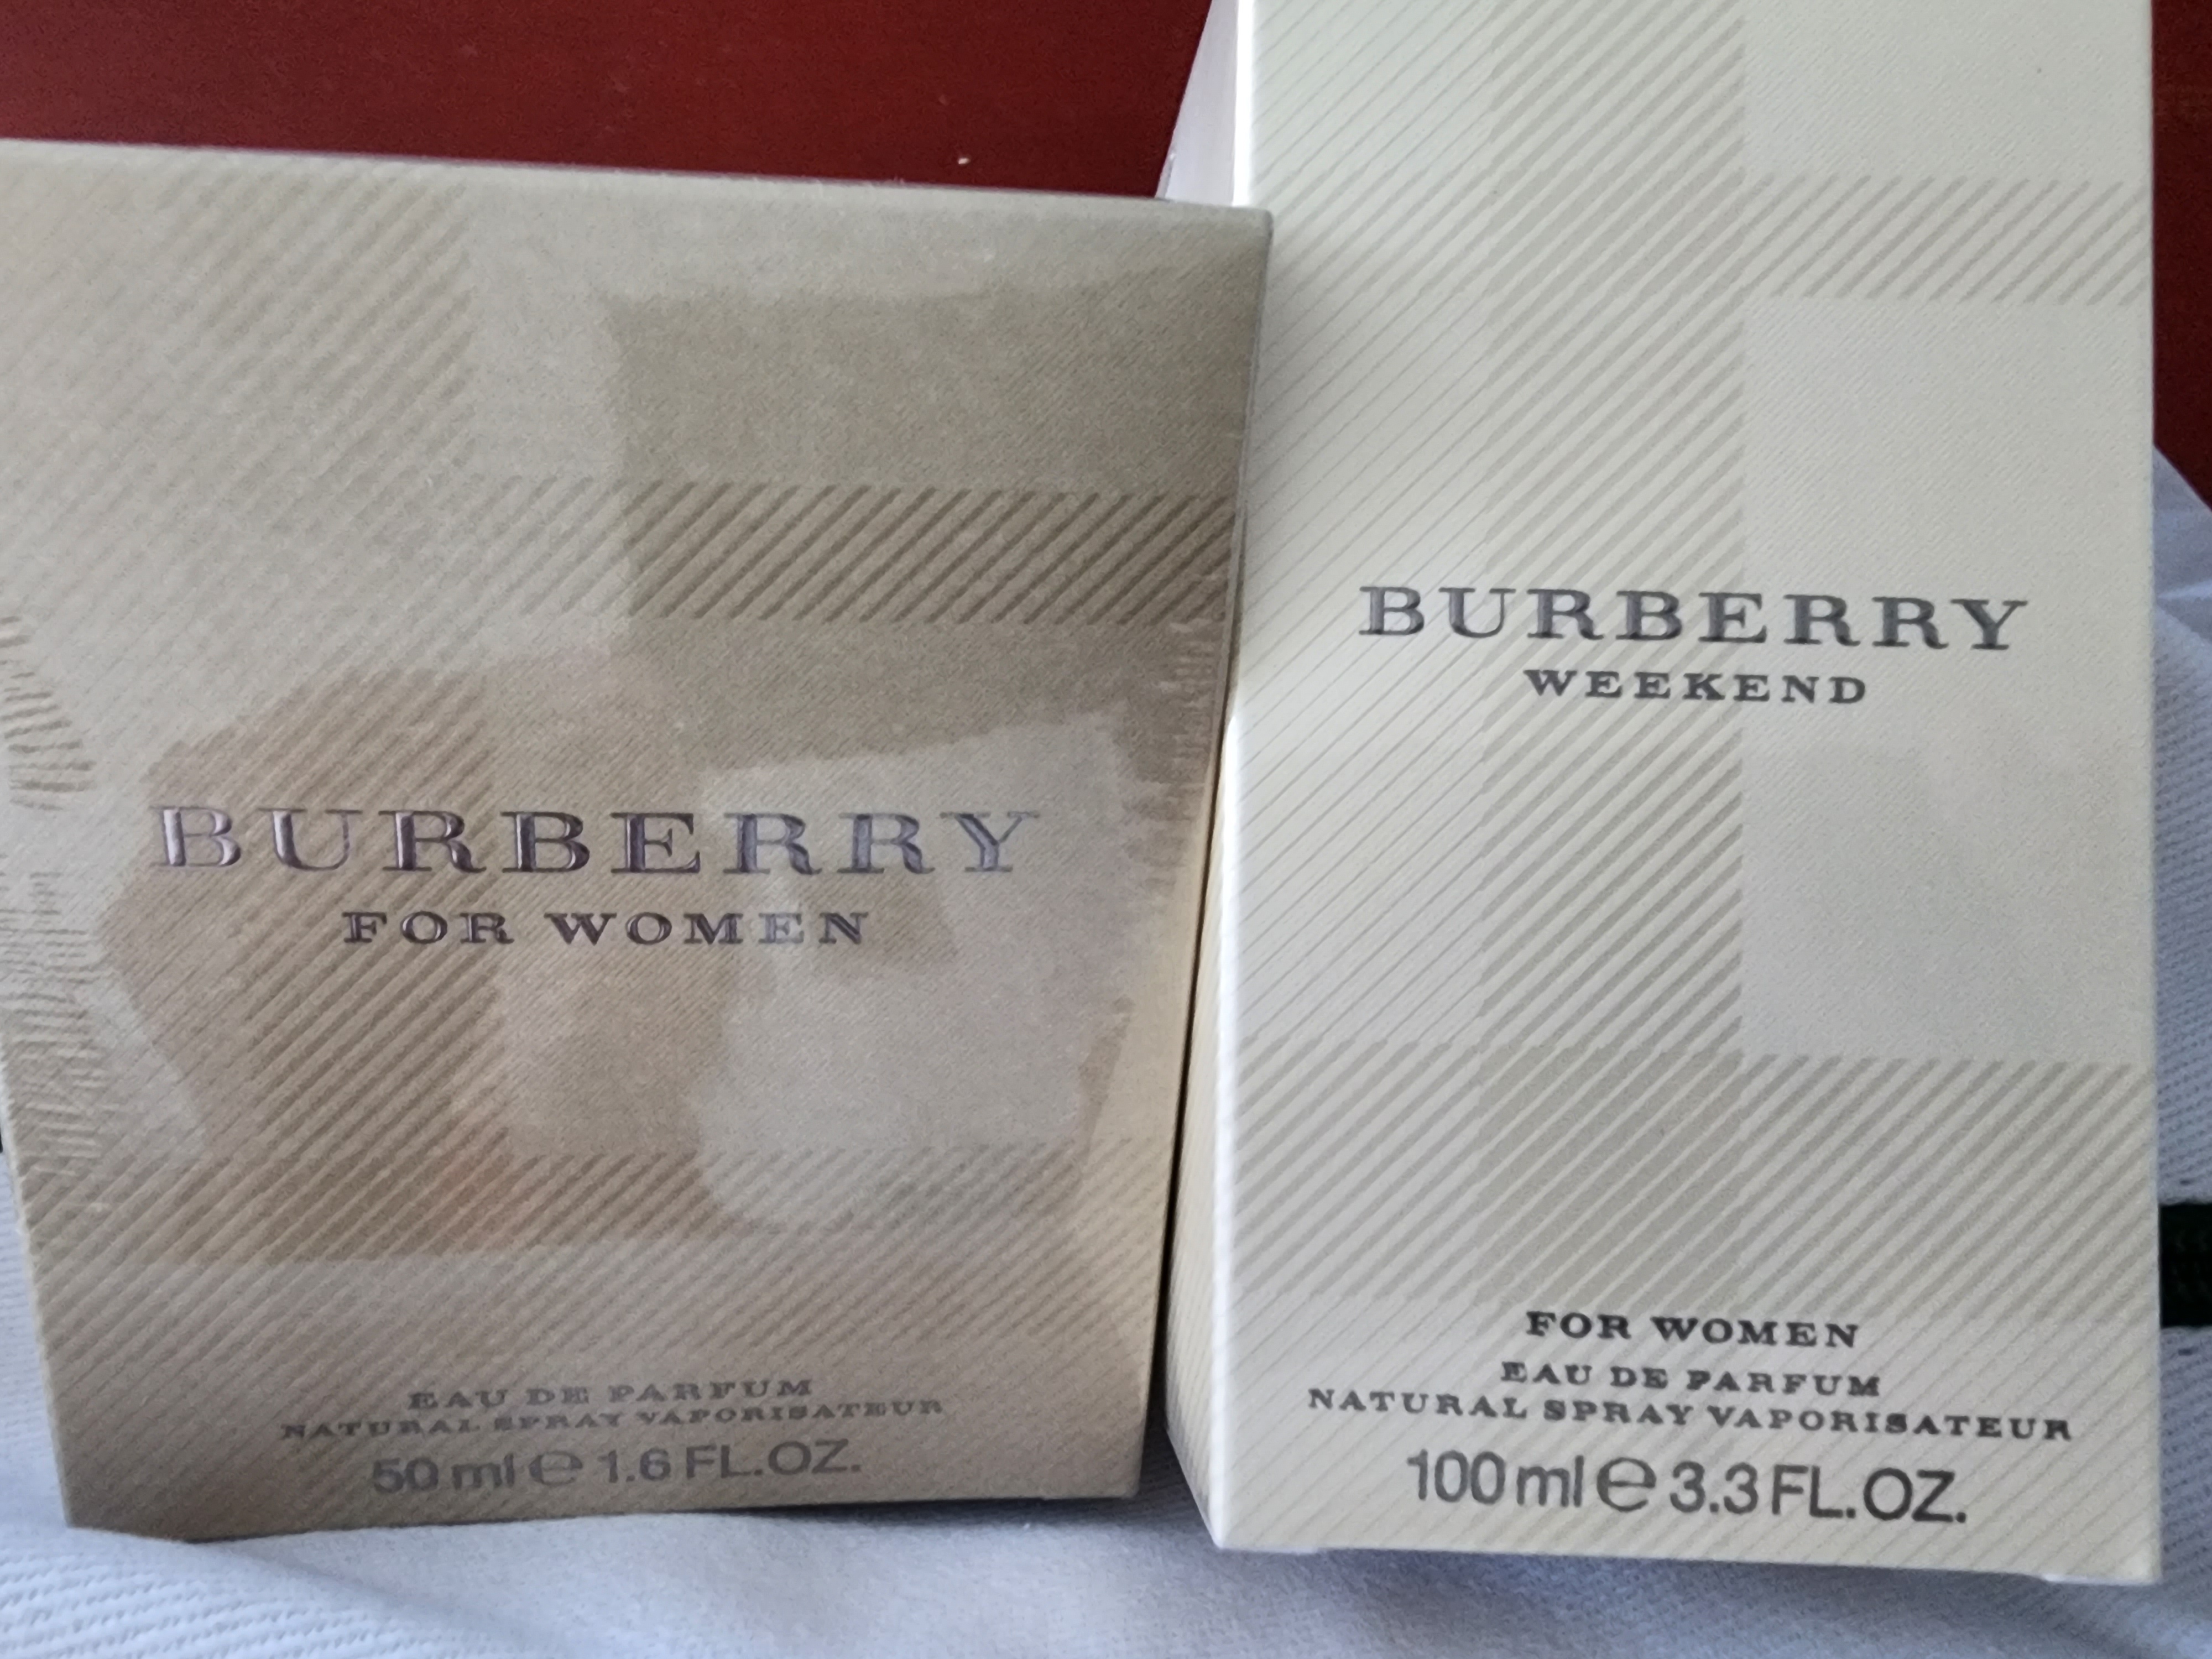 BURBERRY
FOR WOMEN
EAU DE PARFUM
NATURAL SPRAY VAPORISATEUR
50 ml ℮ 1.6 FL.OZ.
BURBERRY
WEEKEND
FOR WOMEN
EAU DE PARFUM
NATURAL SPRAY VAPORISATEUR
100 ml ℮ 3.3 FL.OZ.